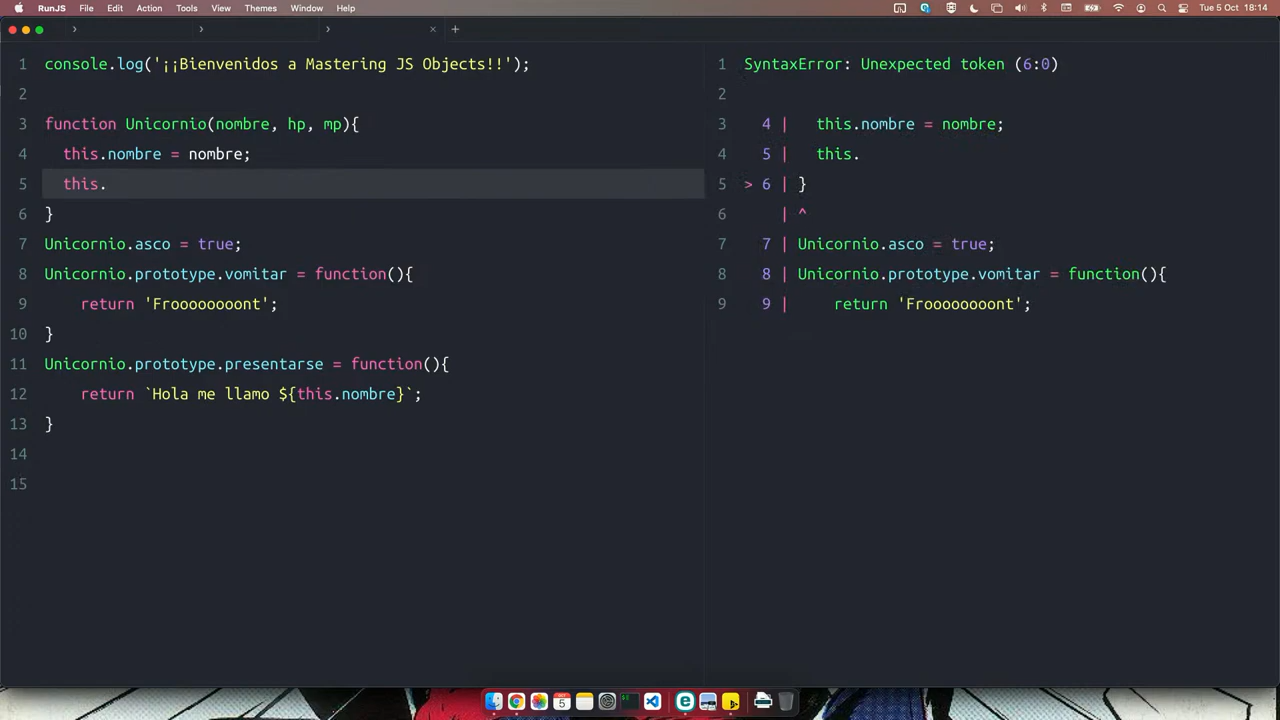 RunJS File Edit Action Tools View Themes Window Help Tue 5 Oct 18:14
1 console.log('¡¡Bienvenidos a Mastering JS Objects!!');
2
3 function Unicornio(nombre, hp, mp){
4 this.nombre = nombre;
5 this.
6 }
7 Unicornio.asco = true;
8 Unicornio.prototype.vomitar = function(){
9 return 'Froooooooont';
10 }
11 Unicornio.prototype.presentarse = function(){
12 return `Hola me llamo ${this.nombre}`;
13 }
14
15
1 SyntaxError: Unexpected token (6:0)
2
3 4 | this.nombre = nombre;
4 5 | this.
5 > 6 | }
6 | ^
7 7 | Unicornio.asco = true;
8 8 | Unicornio.prototype.vomitar = function(){
9 9 | return 'Froooooooont';